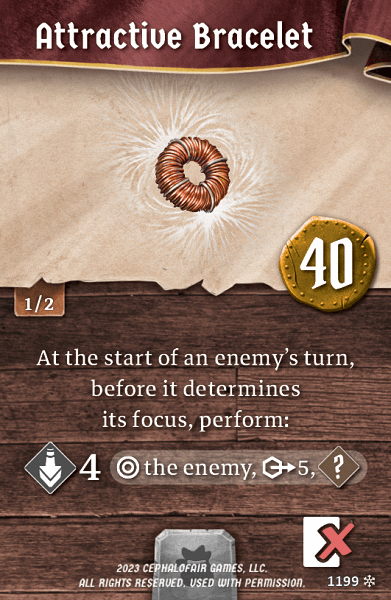 Attractive Bracelet
40
1/2
At the start of an enemy's turn,
before it determines
its focus, perform:
4 the enemy, 5, ?
2023 CEPHALOFAIR GAMES, LLC.
ALL RIGHTS RESERVED. USED WITH PERMISSION.
1199